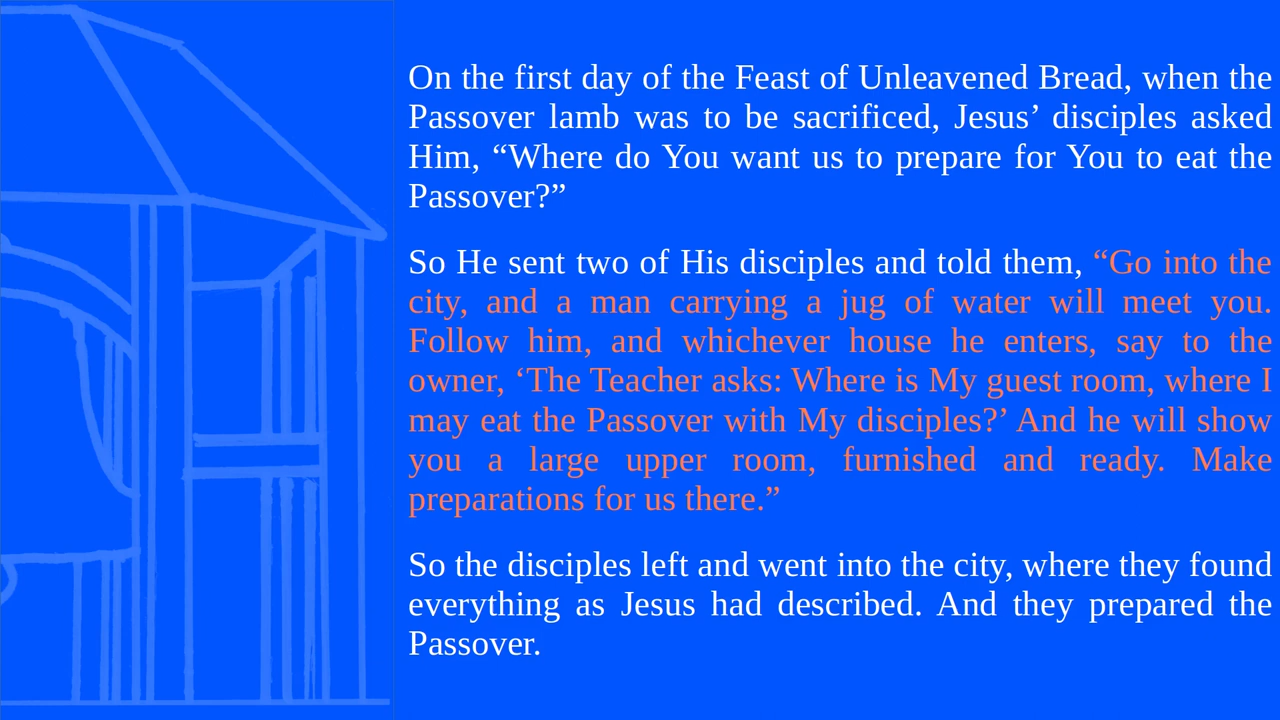 On the first day of the Feast of Unleavened Bread, when the
Passover lamb was to be sacrificed, Jesus’ disciples asked
Him, “Where do You want us to prepare for You to eat the
Passover?”
So He sent two of His disciples and told them, “Go into the
city, and a man carrying a jug of water will meet you.
Follow him, and whichever house he enters, say to the
owner, ‘The Teacher asks: Where is My guest room, where I
may eat the Passover with My disciples?’ And he will show
you a large upper room, furnished and ready. Make
preparations for us there.”
So the disciples left and went into the city, where they found
everything as Jesus had described. And they prepared the
Passover.